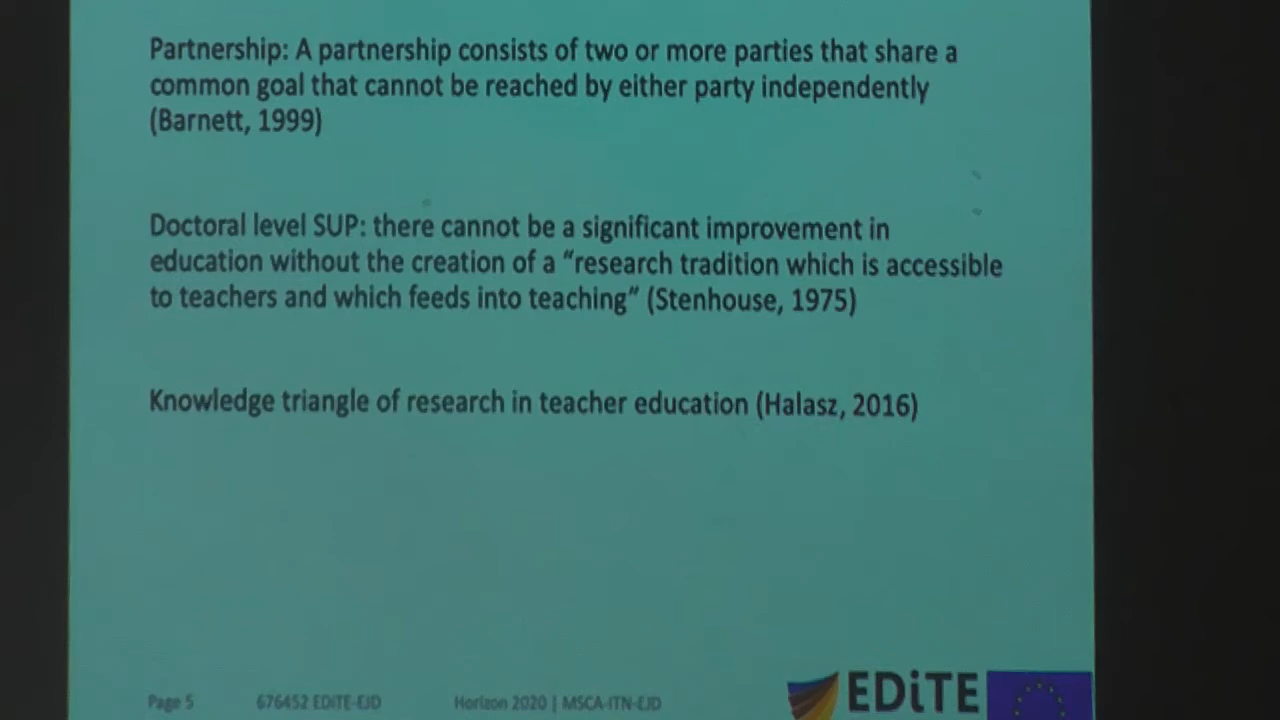 Partnership: A partnership consists of two or more parties that share a
common goal that cannot be reached by either party independently
(Barnett, 1999)
Doctoral level SUP: there cannot be a significant improvement in
education without the creation of a “research tradition which is accessible
to teachers and which feeds into teaching” (Stenhouse, 1975)
Knowledge triangle of research in teacher education (Halasz, 2016)
Page 5 676452 EDiTE-EJD Horizon 2020 | MSCA-ITN-EJD
EDiTE